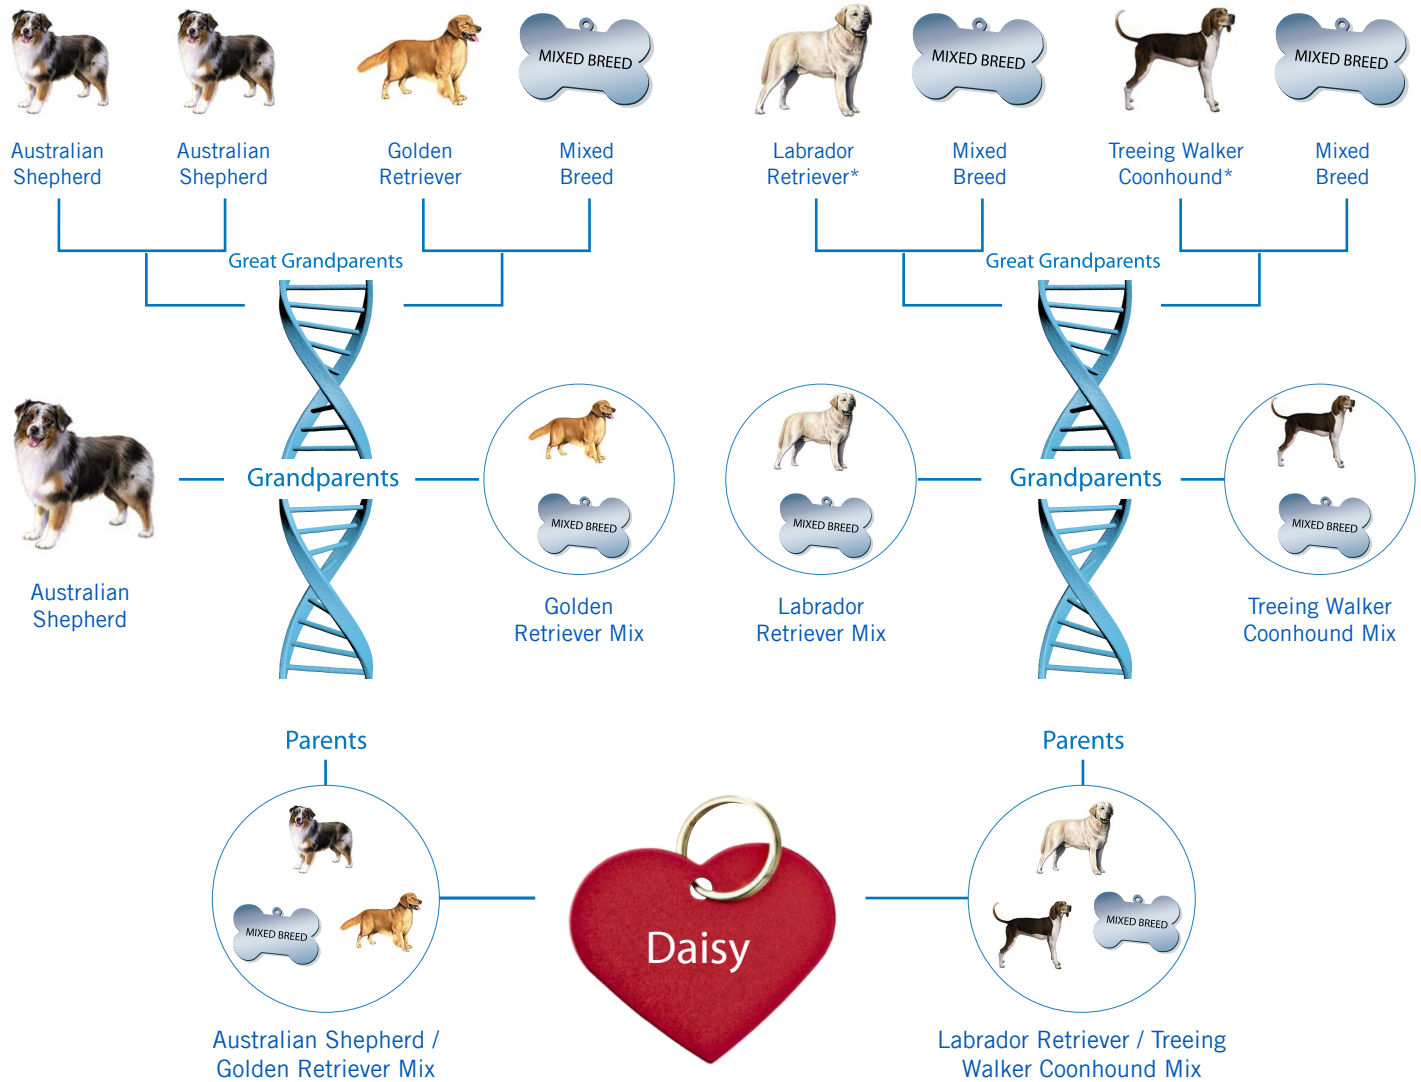 MIXED BREED
MIXED BREED
MIXED BREED
Australian
Shepherd
Australian
Shepherd
Golden
Retriever
Mixed
Breed
Labrador
Retriever*
Mixed
Breed
Treeing Walker
Coonhound*
Mixed
Breed
Great Grandparents
Great Grandparents
Grandparents
Grandparents
MIXED BREED
MIXED BREED
MIXED BREED
Australian
Shepherd
Golden
Retriever Mix
Labrador
Retriever Mix
Treeing Walker
Coonhound Mix
Parents
Parents
MIXED BREED
Daisy
MIXED BREED
Australian Shepherd /
Golden Retriever Mix
Labrador Retriever / Treeing
Walker Coonhound Mix